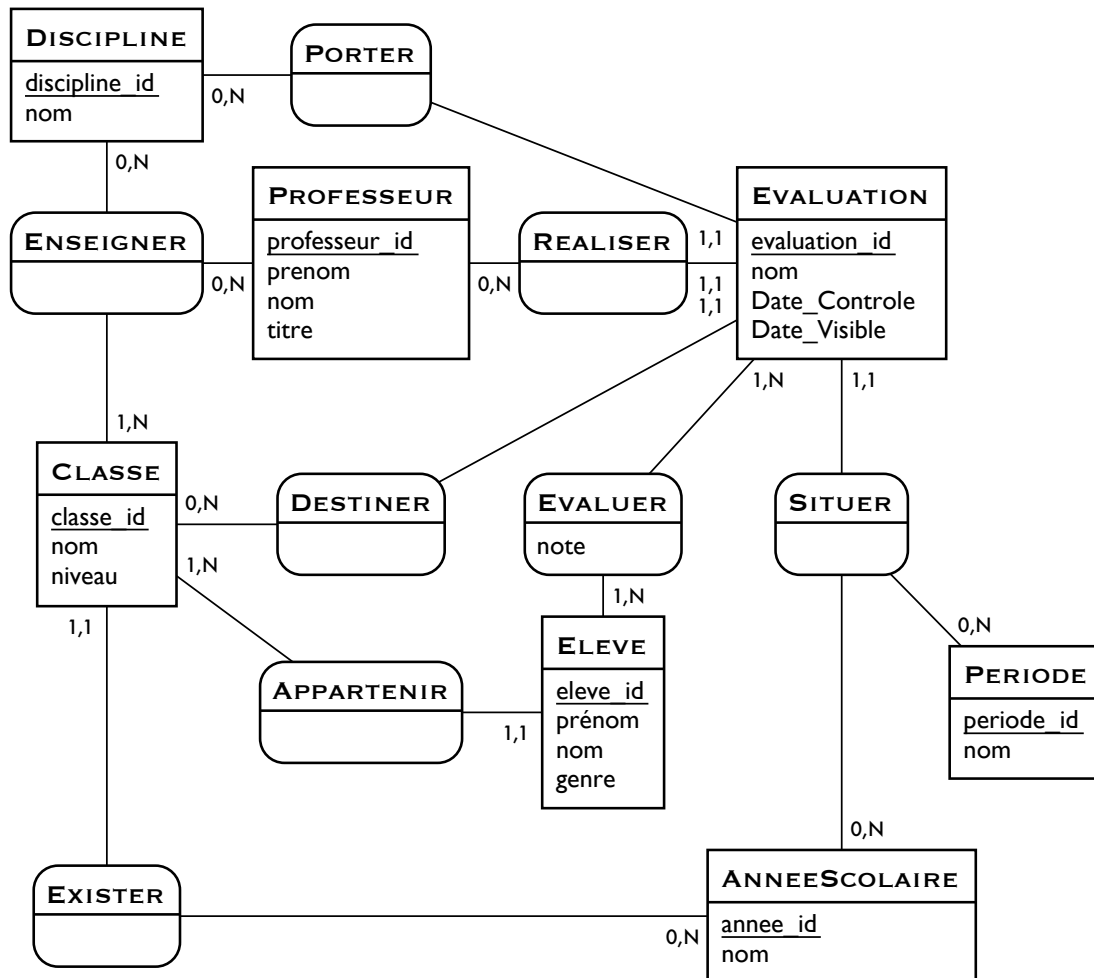 DISCIPLINE
discipline_id
nom
0,N
PORTER
0,N
ENSEIGNER
0,N
PROFESSEUR
professeur_id
prenom
nom
titre
0,N
REALISER
1,1
1,1
1,1
EVALUATION
evaluation_id
nom
Date_Controle
Date_Visible
1,N
1,1
1,N
CLASSE
classe_id
nom
niveau
0,N
1,N
1,1
DESTINER
EVALUER
note
1,N
SITUER
0,N
0,N
APPARTENIR
1,1
ELEVE
eleve_id
prénom
nom
genre
PERIODE
periode_id
nom
EXISTER
0,N
ANNEESCOLAIRE
annee_id
nom